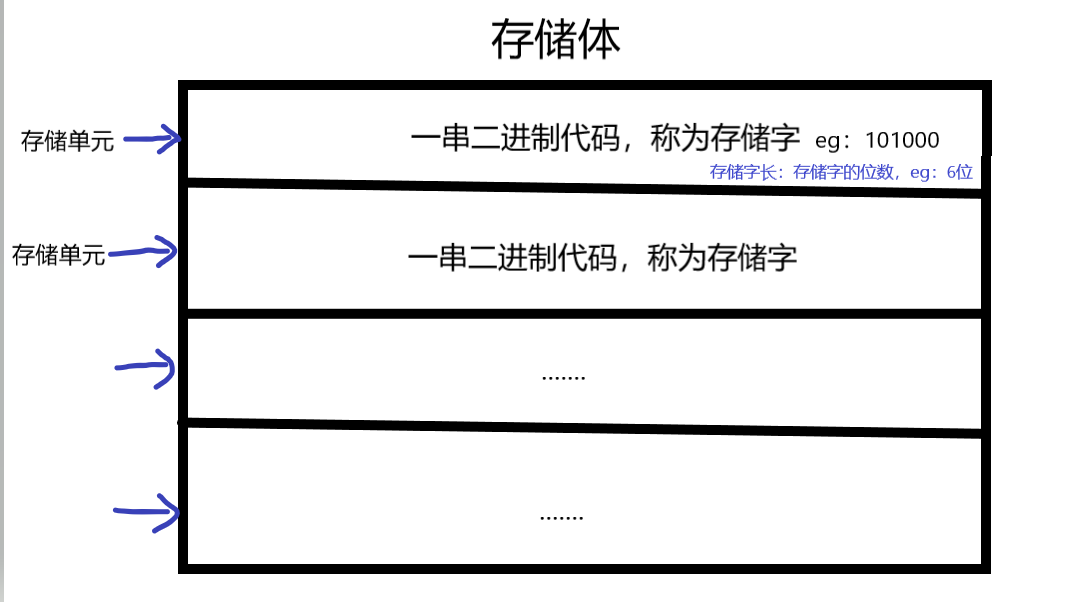 存储体
存储单元
一串二进制代码，称为存储字 eg：101000
存储字长：存储字的位数，eg：6位
存储单元
一串二进制代码，称为存储字
.......
.......